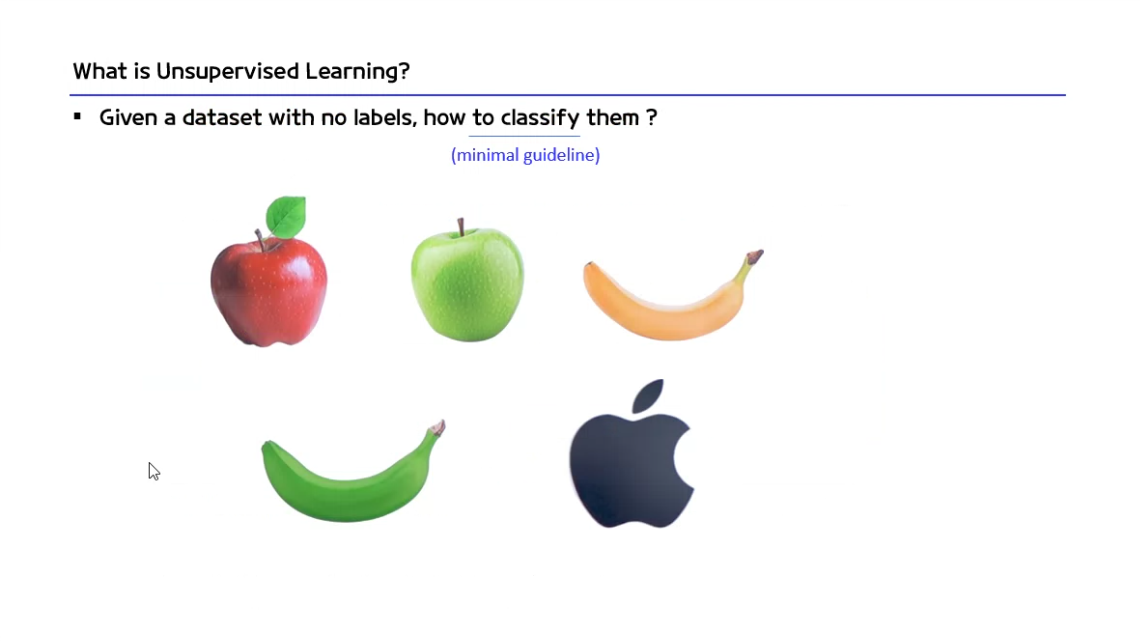 What is Unsupervised Learning?
▪ Given a dataset with no labels, how to classify them ?
(minimal guideline)